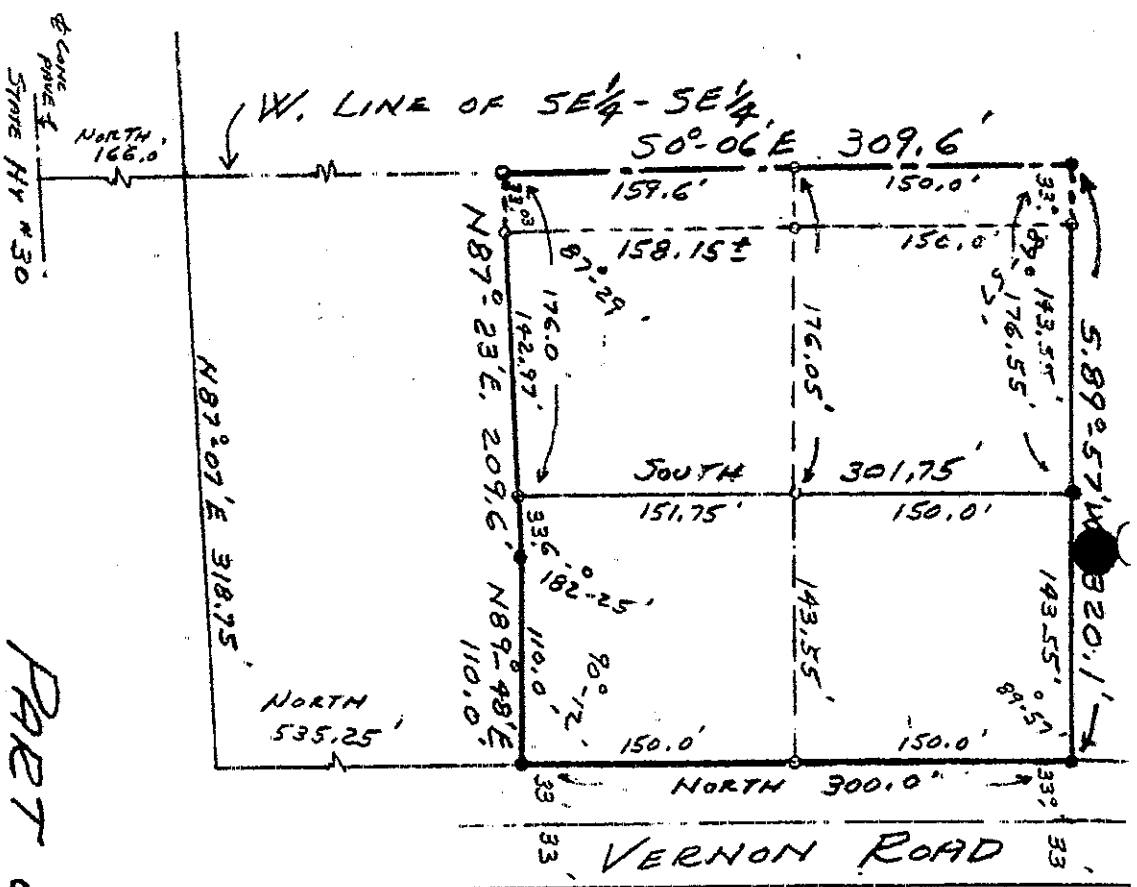 W. LINE OF SE¼ - SE¼
S0°-06'E 309.6'
NORTH
166.0'
STATE HY # 30
159.6'
150.0'
33.03
33.
158.15±
150.0'
87°-29'
N87°-23'E. 209.6'
176.0'
142.97'
176.05'
143.55'
176.55'
S.89°-57'W 320.1'
SOUTH 301.75'
151.75'
150.0'
33.6'
182°-25'
N89°-48'E.
110.0'
110.0'
90°-12'
143.55'
143.55'
89°-57'
N87°-07'E 318.75'
NORTH
535.25'
150.0'
150.0'
33'
NORTH 300.0'
33'
33'
VERNON ROAD
33'
PART